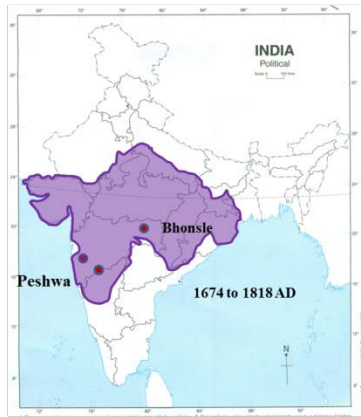 INDIA
Political
Bhonsle
Peshwa
1674 to 1818 AD
N